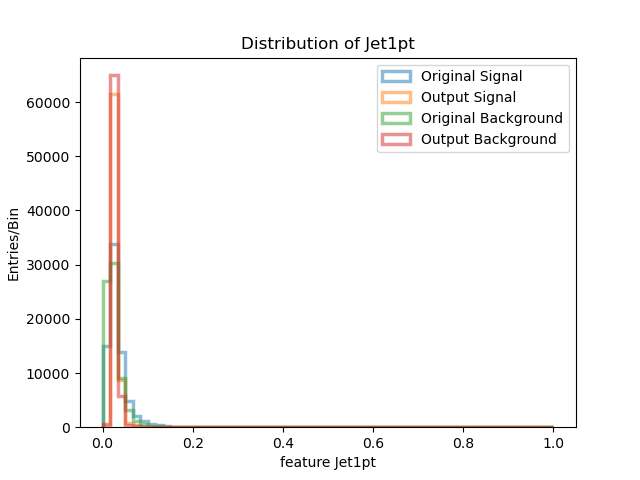 Distribution of Jet1pt
Original Signal
Output Signal
Original Background
Output Background
Entries/Bin
60000
50000
40000
30000
20000
10000
0
0.0 0.2 0.4 0.6 0.8 1.0
feature Jet1pt